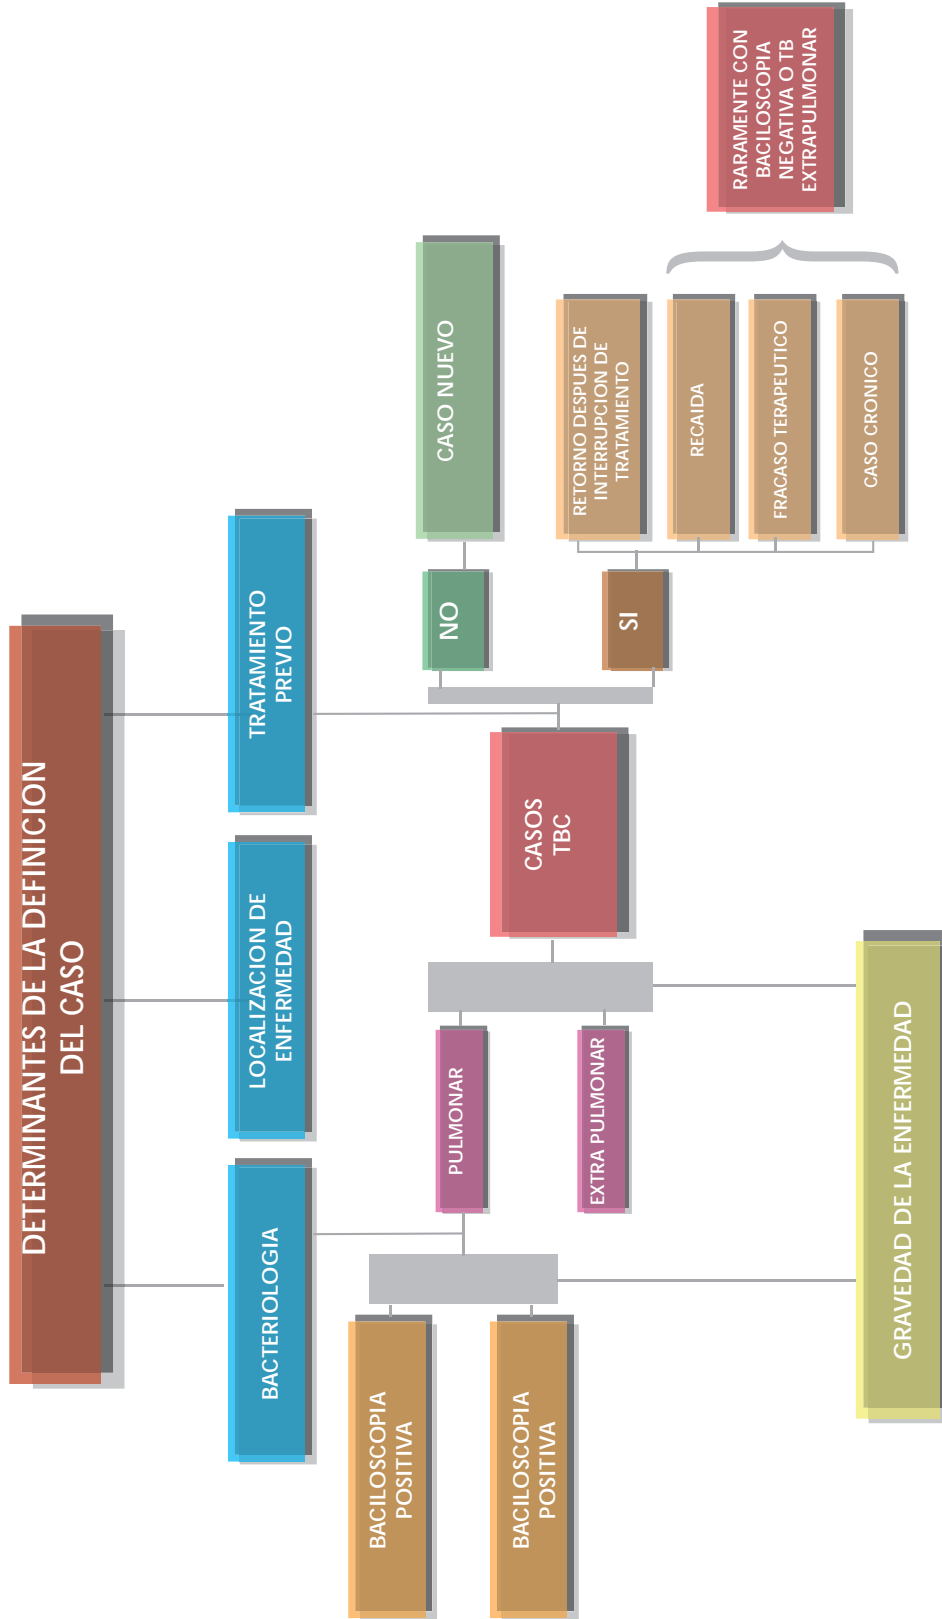 DETERMINANTES DE LA DEFINICION
DEL CASO
BACTERIOLOGIA
LOCALIZACION DE
ENFERMEDAD
TRATAMIENTO
PREVIO
BACILOSCOPIA
POSITIVA
BACILOSCOPIA
POSITIVA
PULMONAR
EXTRA PULMONAR
CASOS
TBC
NO
SI
CASO NUEVO
RETORNO DESPUES DE
INTERRUPCION DE
TRATAMIENTO
RECAIDA
FRACASO TERAPEUTICO
CASO CRONICO
RARAMENTE CON
BACILOSCOPIA
NEGATIVA O TB
EXTRAPULMONAR
GRAVEDAD DE LA ENFERMEDAD